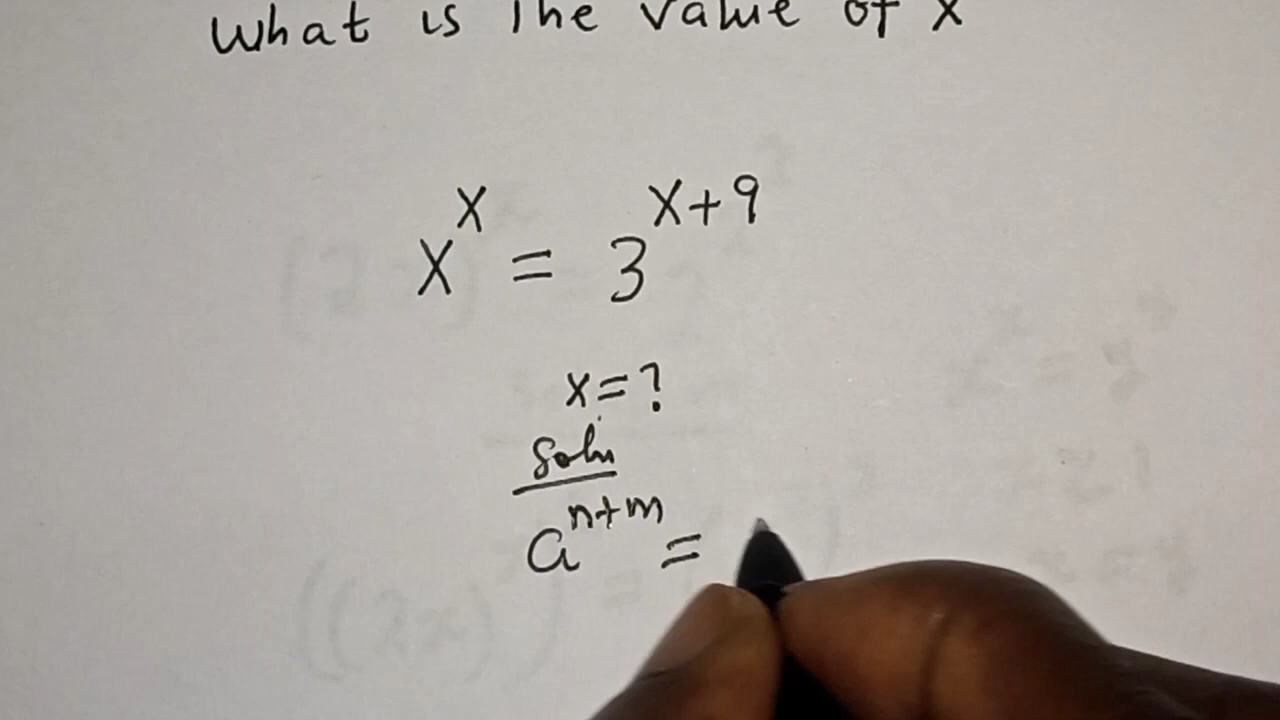 What is The value of x
x^x = 3^(x+9)
x = ?
Soln
a^(n+m) =